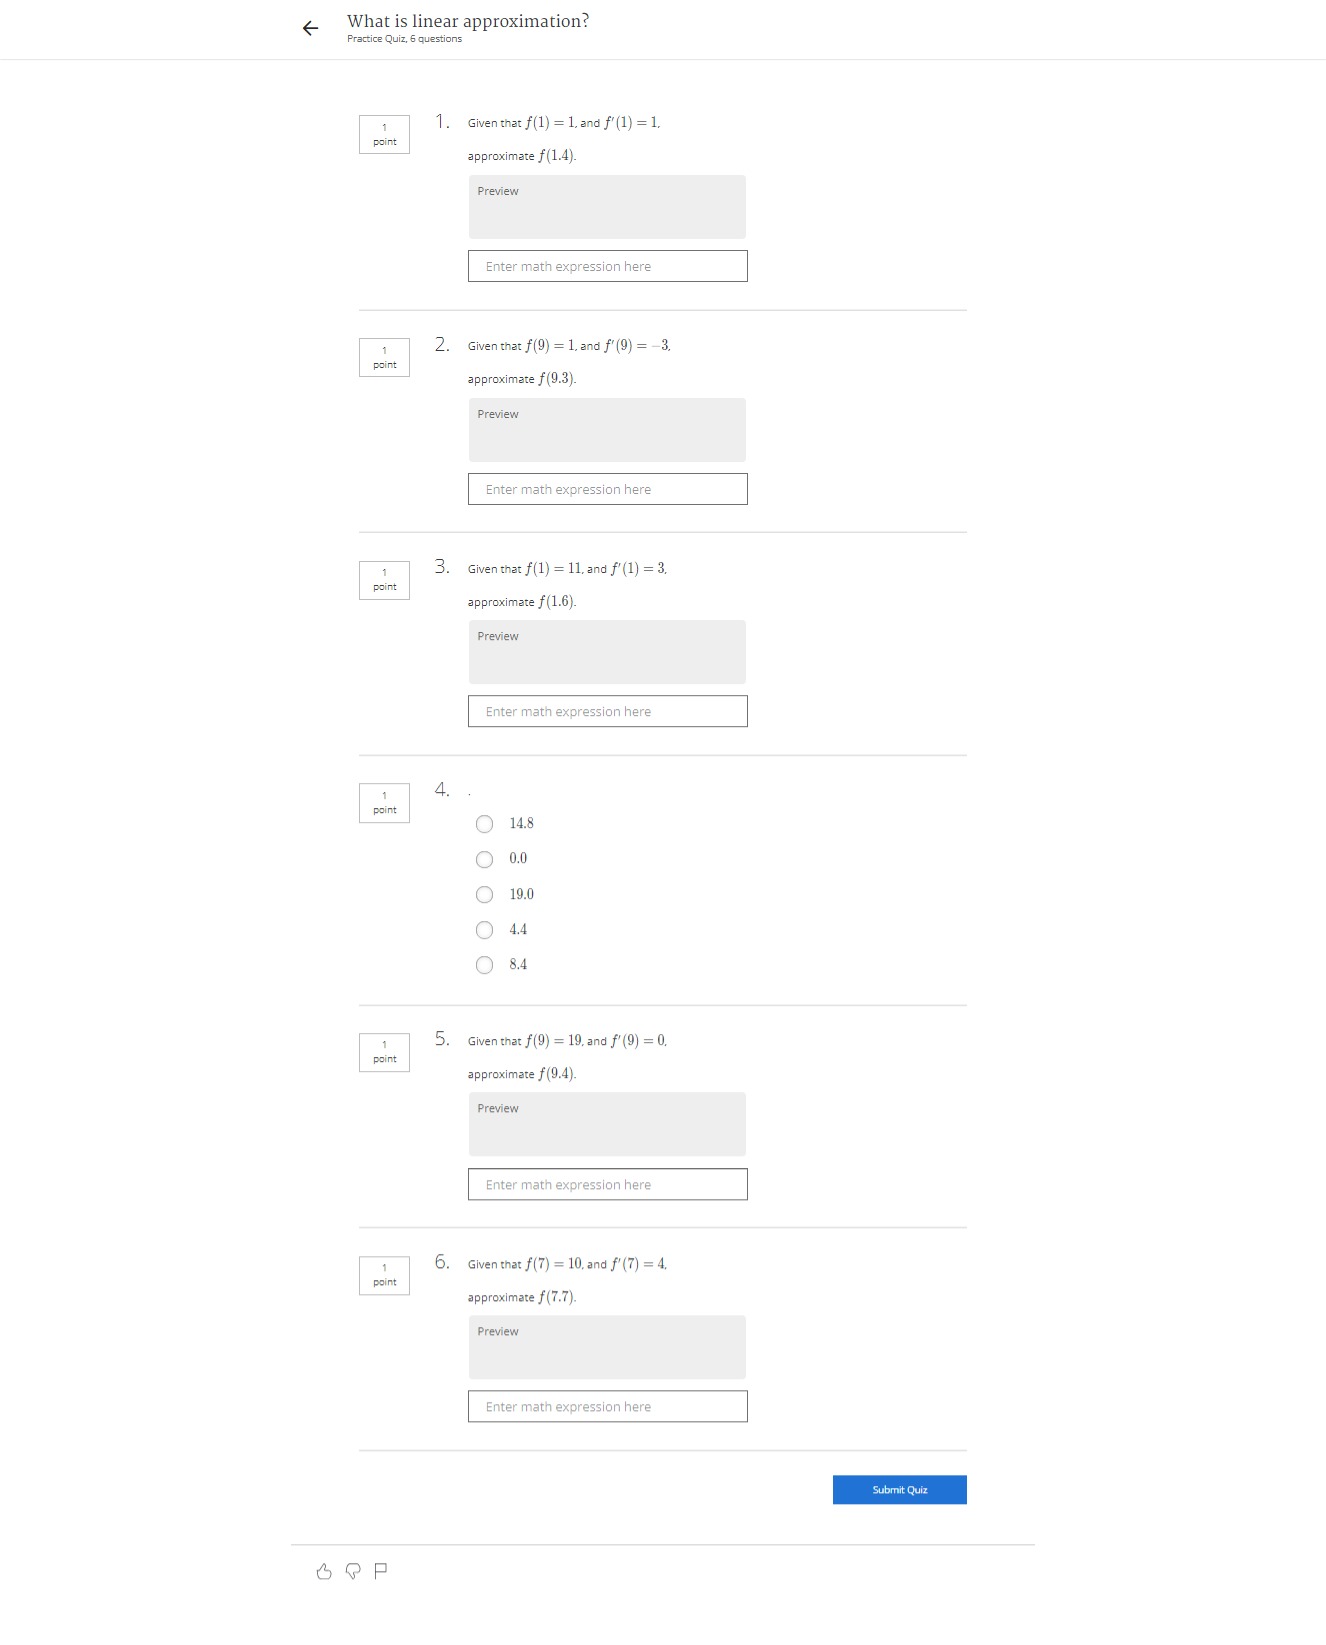 What is linear approximation?
Practice Quiz, 6 questions
1
point
1. Given that f(1) = 1, and f′(1) = 1,
approximate f(1.4).
Preview
Enter math expression here
1
point
2. Given that f(9) = 1, and f′(9) = −3,
approximate f(9.3).
Preview
Enter math expression here
1
point
3. Given that f(1) = 11, and f′(1) = 3,
approximate f(1.6).
Preview
Enter math expression here
1
point
4. .
14.8
0.0
19.0
4.4
8.4
1
point
5. Given that f(9) = 19, and f′(9) = 0,
approximate f(9.4).
Preview
Enter math expression here
1
point
6. Given that f(7) = 10, and f′(7) = 4,
approximate f(7.7).
Preview
Enter math expression here
Submit Quiz